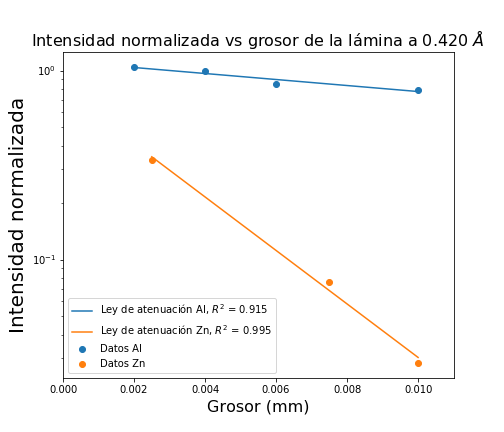 Intensidad normalizada vs grosor de la lámina a 0.420 Å
Intensidad normalizada
10⁰
10⁻¹
Ley de atenuación Al, R² = 0.915
Ley de atenuación Zn, R² = 0.995
Datos Al
Datos Zn
0.000 0.002 0.004 0.006 0.008 0.010
Grosor (mm)